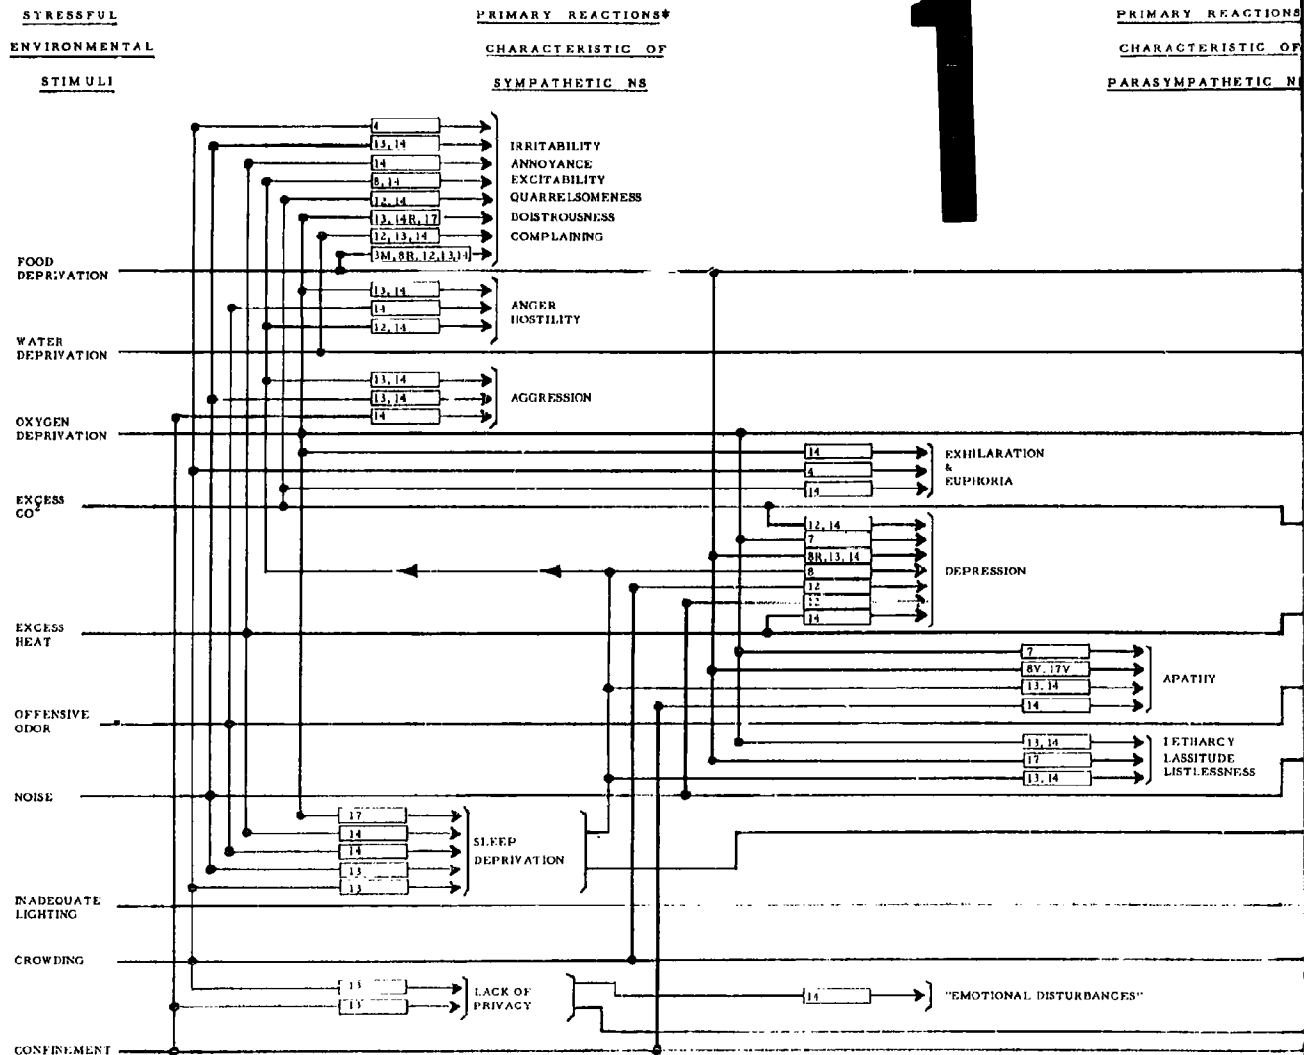 STRESSFUL
ENVIRONMENTAL
STIMULI
PRIMARY REACTIONS*
CHARACTERISTIC OF
SYMPATHETIC NS
1
PRIMARY REACTIONS
CHARACTERISTIC OF
PARASYMPATHETIC N
4
13, 14
14
8, 14
12, 14
13, 14R, 17
12, 13, 14
3M, 8R, 12, 13, 14
IRRITABILITY
ANNOYANCE
EXCITABILITY
QUARRELSOMENESS
BOISTROUSNESS
COMPLAINING
FOOD
DEPRIVATION
13, 14
14
12, 14
ANGER
HOSTILITY
WATER
DEPRIVATION
13, 14
13, 14
14
AGGRESSION
OXYGEN
DEPRIVATION
14
4
14
EXHILARATION
&
EUPHORIA
EXCESS
CO2
12, 14
7
8R, 13, 14
8
12
12
14
DEPRESSION
EXCESS
HEAT
7
8V, 17V
13, 14
14
APATHY
OFFENSIVE
ODOR
13, 14
17
13, 14
LETHARCY
LASSITUDE
LISTLESSNESS
NOISE
17
14
14
13
13
SLEEP
DEPRIVATION
INADEQUATE
LIGHTING
CROWDING
13
13
LACK OF
PRIVACY
14
"EMOTIONAL DISTURBANCES"
CONFINEMENT